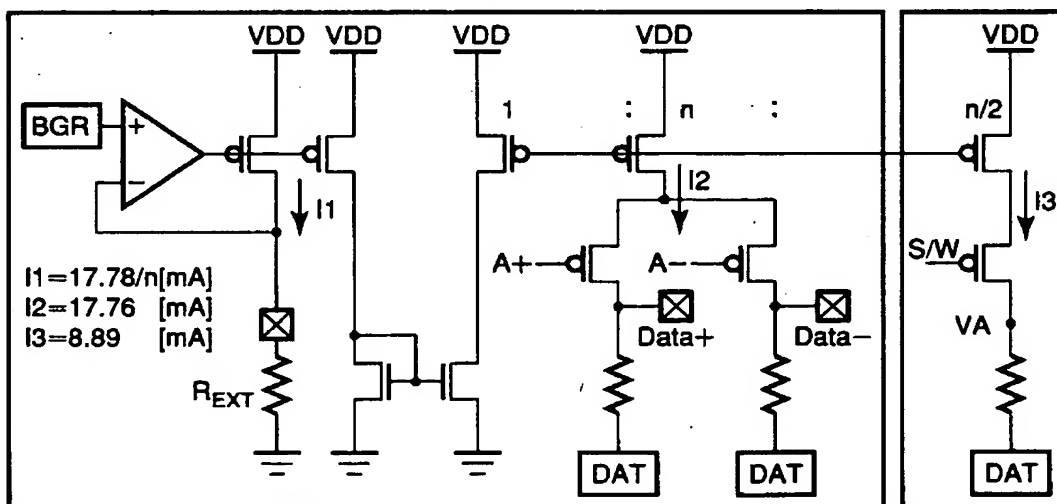 VDD VDD VDD VDD VDD
1 : n : n/2
BGR + −
I1 I2 I3
A+ A− S/W
I1=17.78/n[mA]
I2=17.76 [mA]
I3=8.89 [mA]
Data+ Data− VA
REXT
DAT DAT DAT